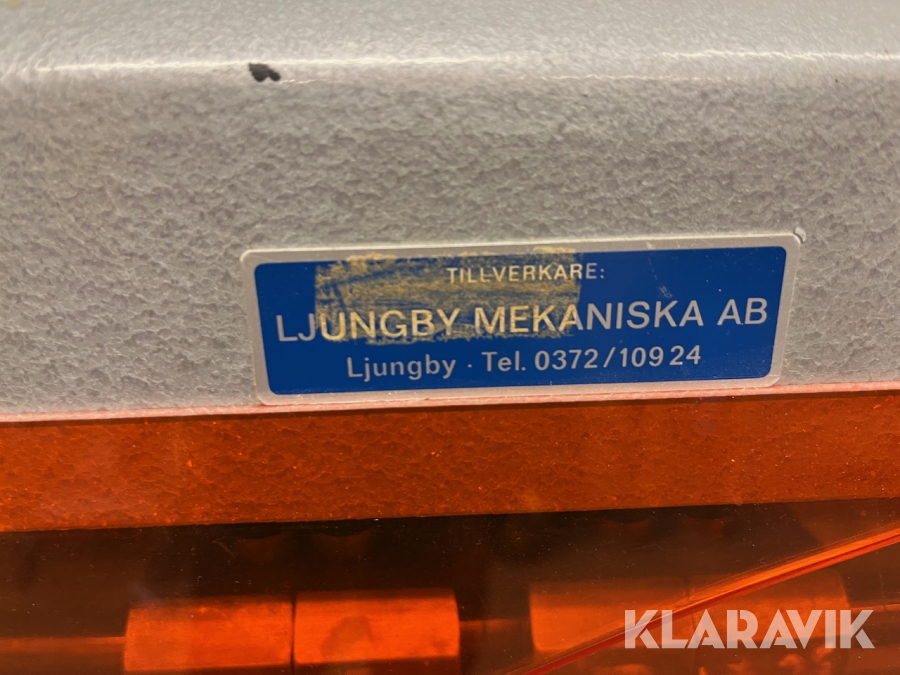 TILLVERKARE:
LJUNGBY MEKANISKA AB
Ljungby · Tel. 0372/109 24
KLARAVIK